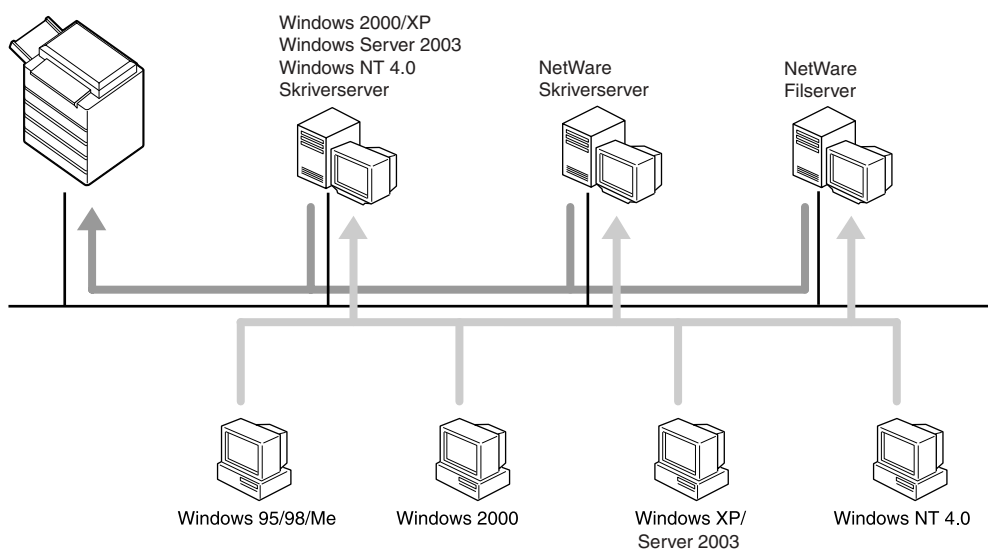 Windows 2000/XP
Windows Server 2003
Windows NT 4.0
Skriverserver
NetWare
Skriverserver
NetWare
Filserver
Windows 95/98/Me
Windows 2000
Windows XP/
Server 2003
Windows NT 4.0